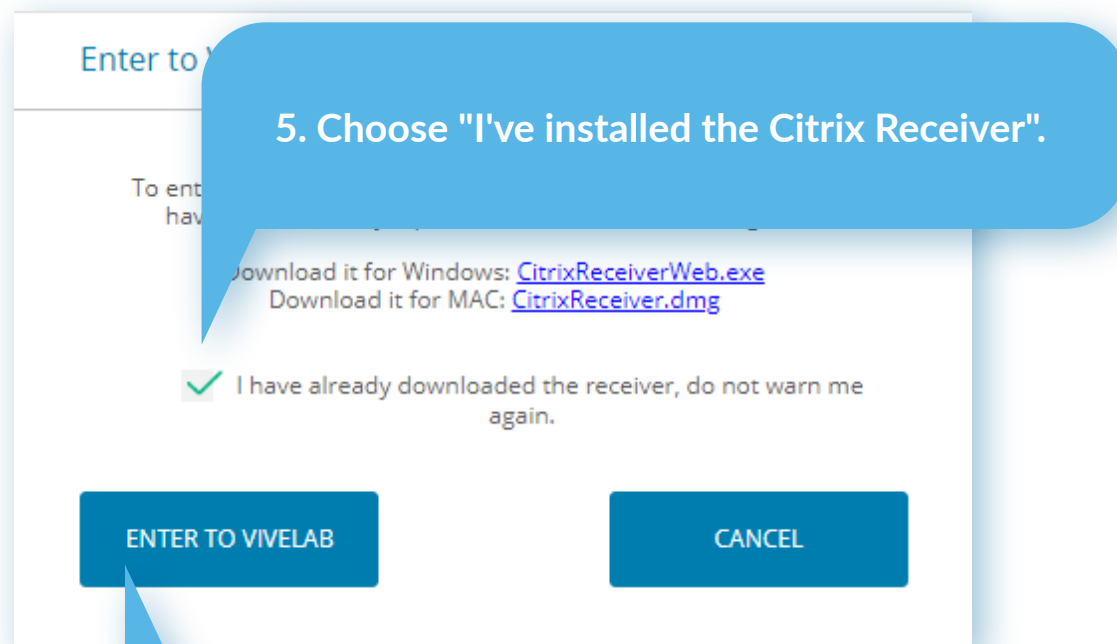 Enter to
5. Choose "I've installed the Citrix Receiver".
To ent
hav
Download it for Windows: CitrixReceiverWeb.exe
Download it for MAC: CitrixReceiver.dmg
I have already downloaded the receiver, do not warn me
again.
ENTER TO VIVELAB
CANCEL